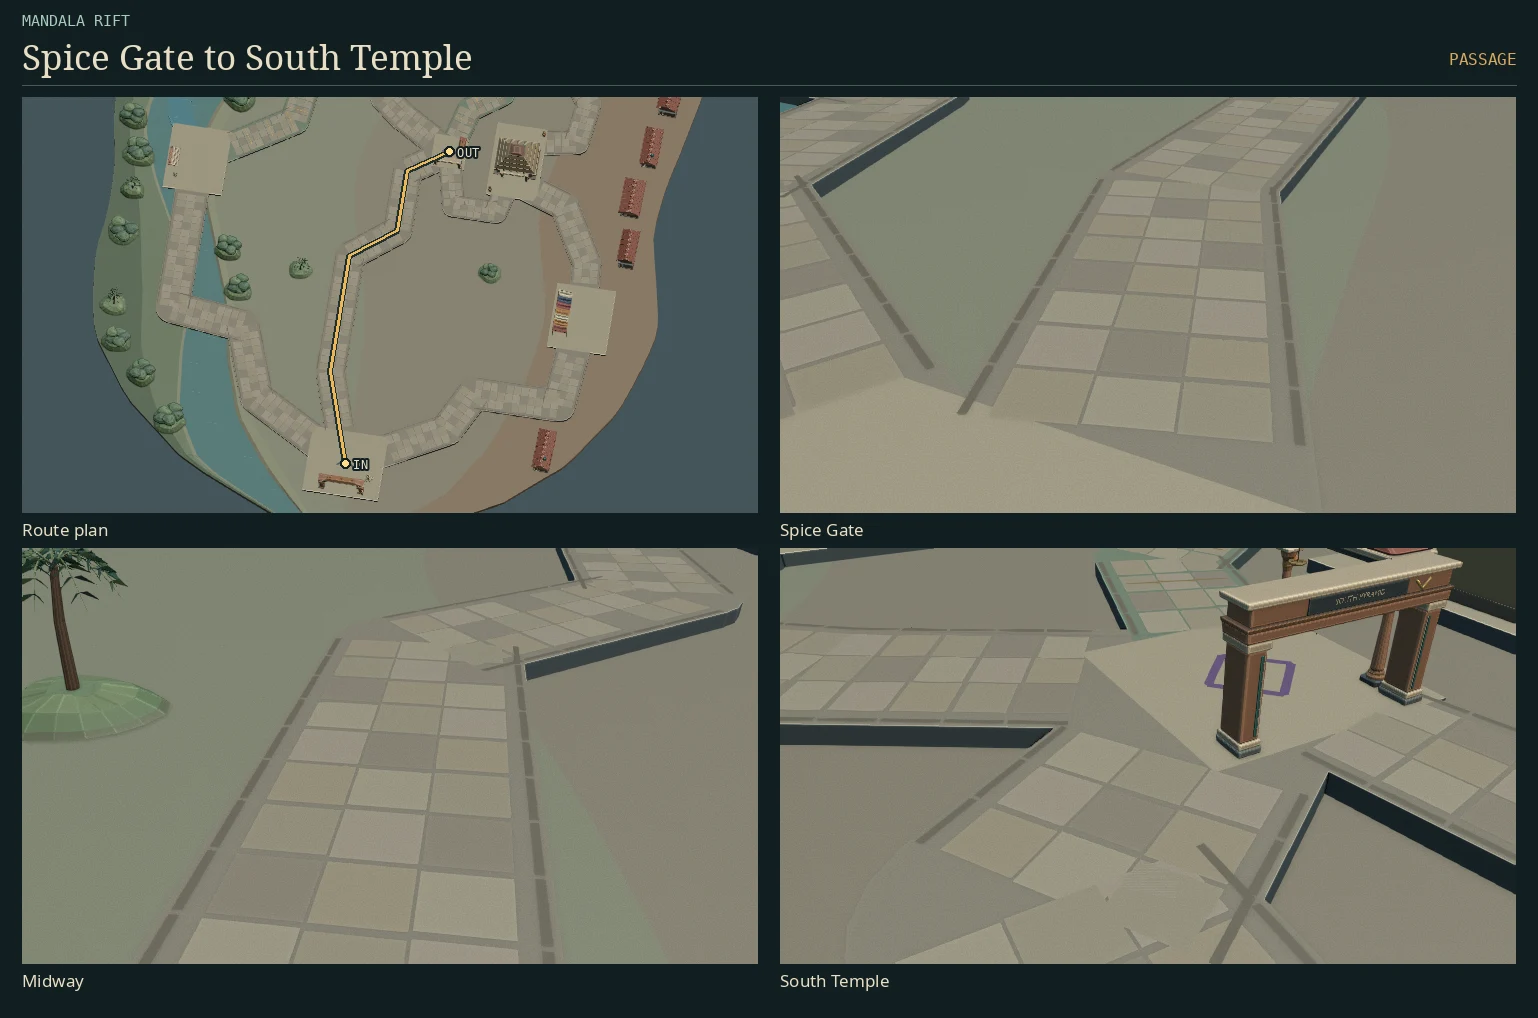 MANDALA RIFT
Spice Gate to South Temple
PASSAGE
OUT
IN
Route plan
Spice Gate
Midway
South Temple